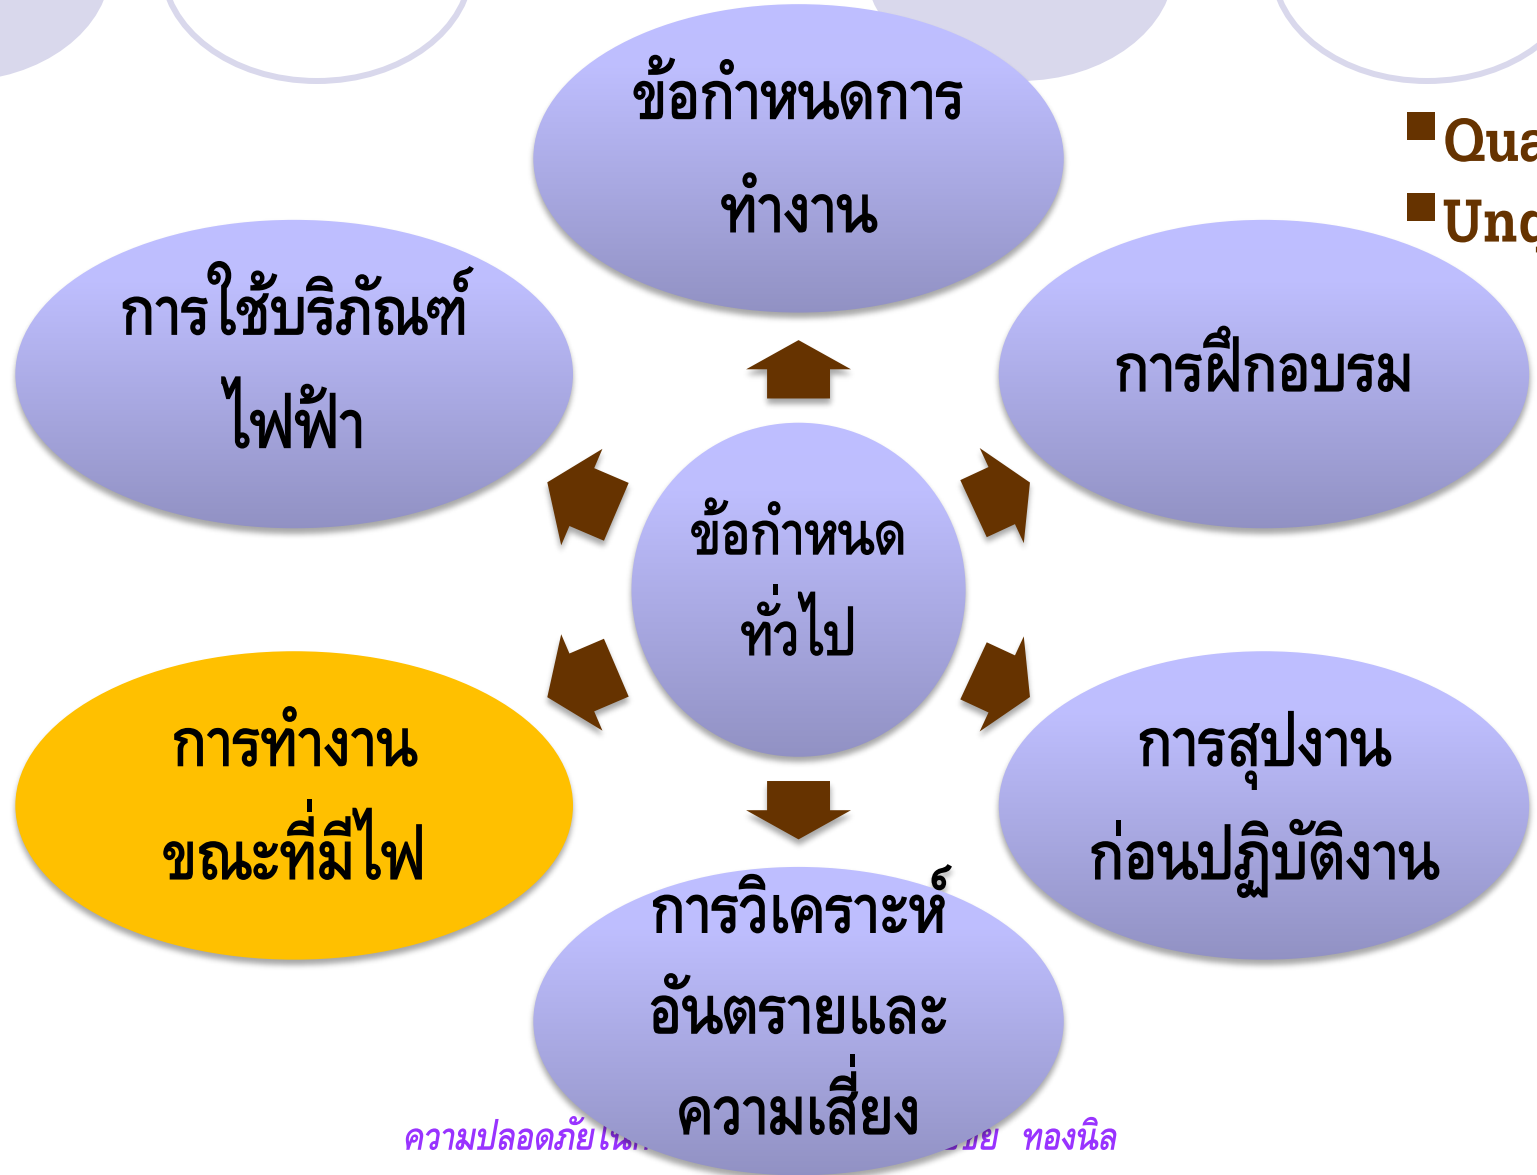 ข้อกำหนดการ
ทำงาน
การใช้บริภัณฑ์
ไฟฟ้า
การฝึกอบรม
ข้อกำหนด
ทั่วไป
การทำงาน
ขณะที่มีไฟ
การสุปงาน
ก่อนปฏิบัติงาน
การวิเคราะห์
อันตรายและ
ความเสี่ยง
ความปลอดภัย ทองนิล